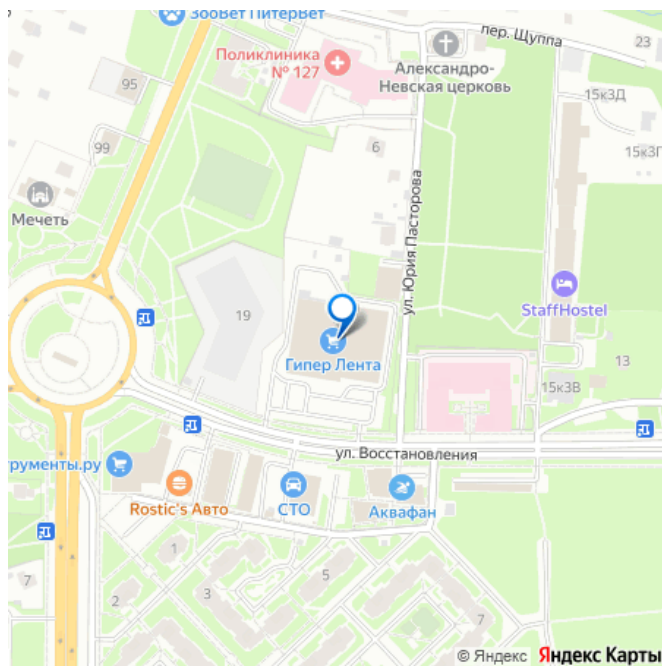 ЗооВет ПитерВет
пер. Щуппа
23
Поликлиника
№ 127
Александро-
Невская церковь
95
15к3Д
99
6
15к3Г
Мечеть
ул. Юрия Пасторова
StaffHostel
19
Гипер Лента
13
15к3В
ул. Восстановления
трументы.ру
Rostic's Авто
СТО
Аквафан
1
7
5
3
2
7
© Яндекс Яндекс Карты